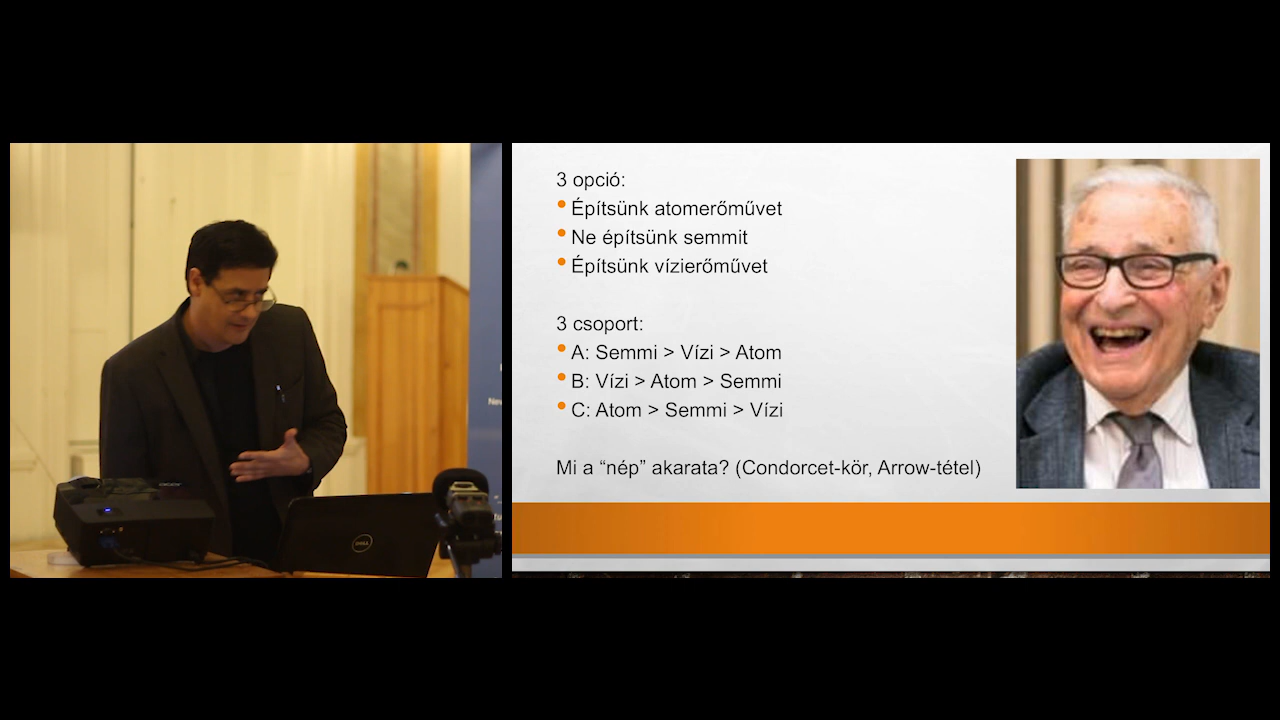 3 opció:
Építsünk atomerőművet
Ne építsünk semmit
Építsünk vízierőművet
3 csoport:
A: Semmi > Vízi > Atom
B: Vízi > Atom > Semmi
C: Atom > Semmi > Vízi
Mi a “nép” akarata? (Condorcet-kör, Arrow-tétel)
DELL